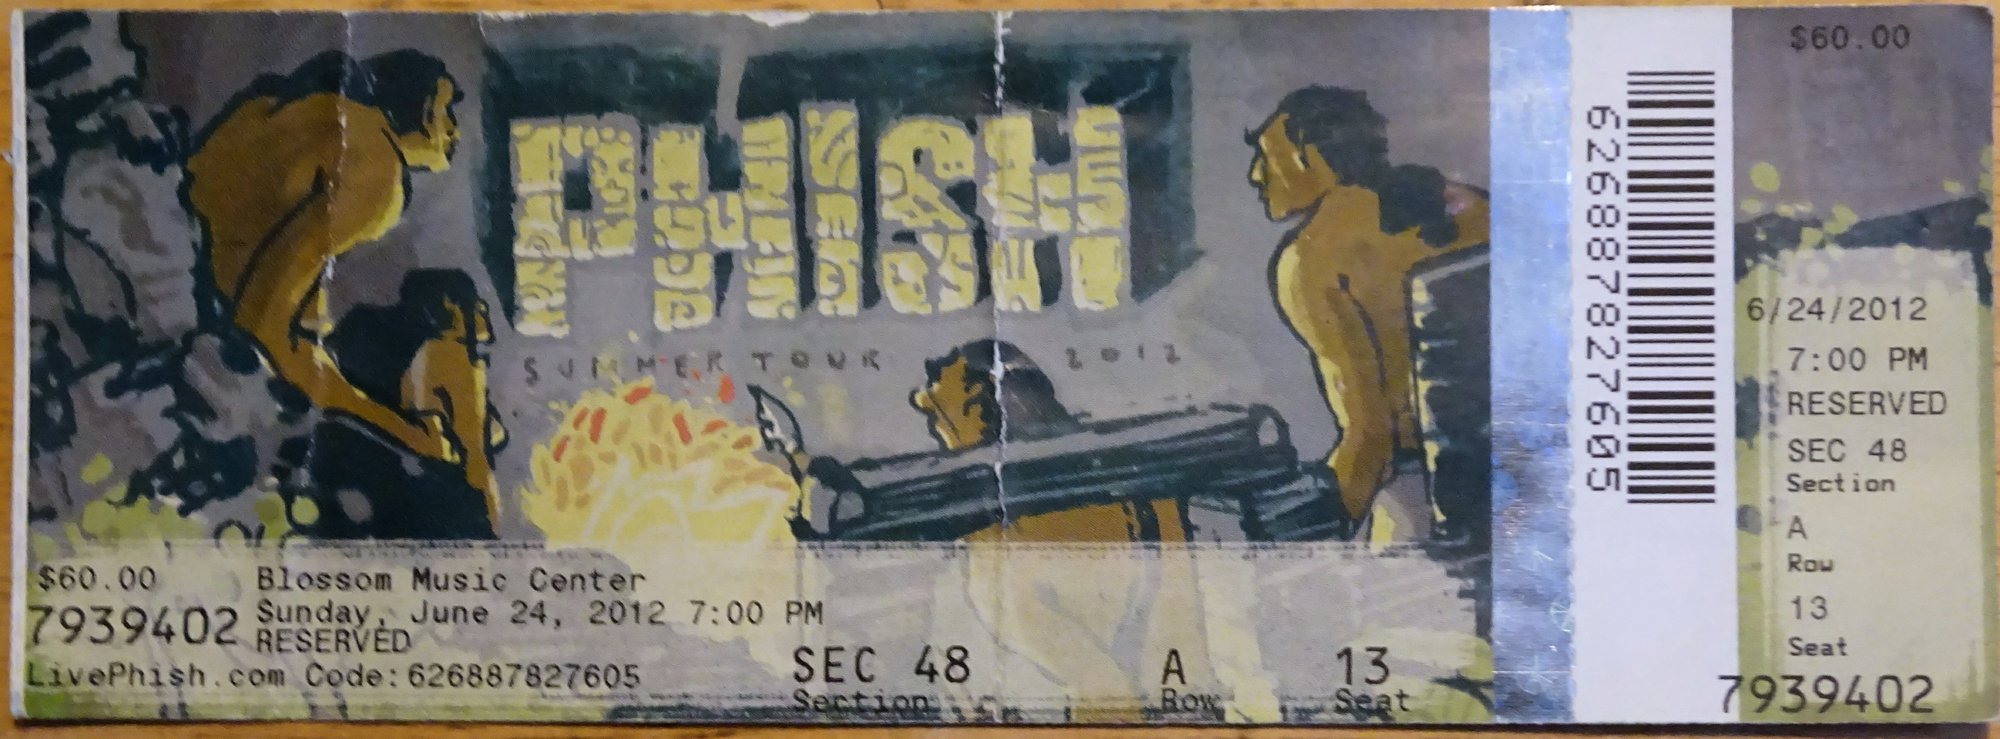 PHISH
SUMMER TOUR 2012
$60.00 Blossom Music Center
7939402 Sunday, June 24, 2012 7:00 PM
RESERVED
LivePhish.com Code:626887827605
SEC 48 A 13
Section Row Seat
626887827605
$60.00
6/24/2012
7:00 PM
RESERVED
SEC 48
Section
A
Row
13
Seat
7939402